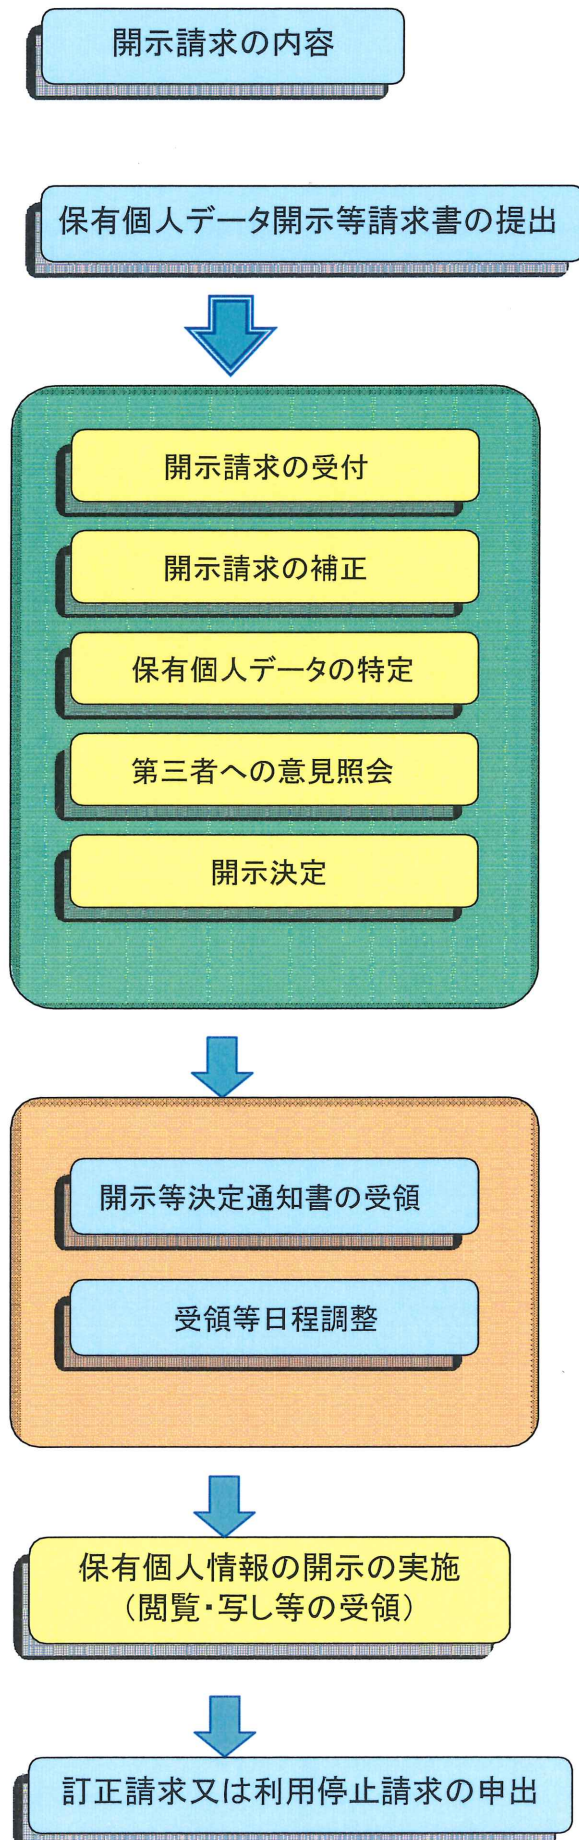 開示請求の内容
保有個人データ開示等請求書の提出
開示請求の受付
開示請求の補正
保有個人データの特定
第三者への意見照会
開示決定
開示等決定通知書の受領
受領等日程調整
保有個人情報の開示の実施
（閲覧・写し等の受領）
訂正請求又は利用停止請求の申出